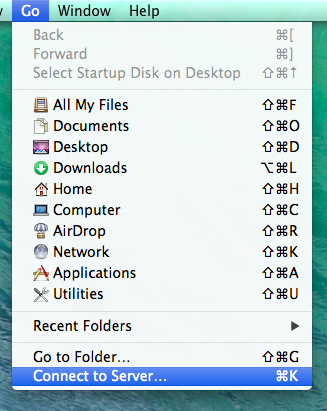 Go Window Help
Back ⌘[
Forward ⌘]
Select Startup Disk on Desktop ⇧⌘↑
All My Files ⇧⌘F
Documents ⇧⌘O
Desktop ⇧⌘D
Downloads ⌥⌘L
Home ⇧⌘H
Computer ⇧⌘C
AirDrop ⇧⌘R
Network ⇧⌘K
Applications ⇧⌘A
Utilities ⇧⌘U
Recent Folders ▶
Go to Folder... ⇧⌘G
Connect to Server... ⌘K